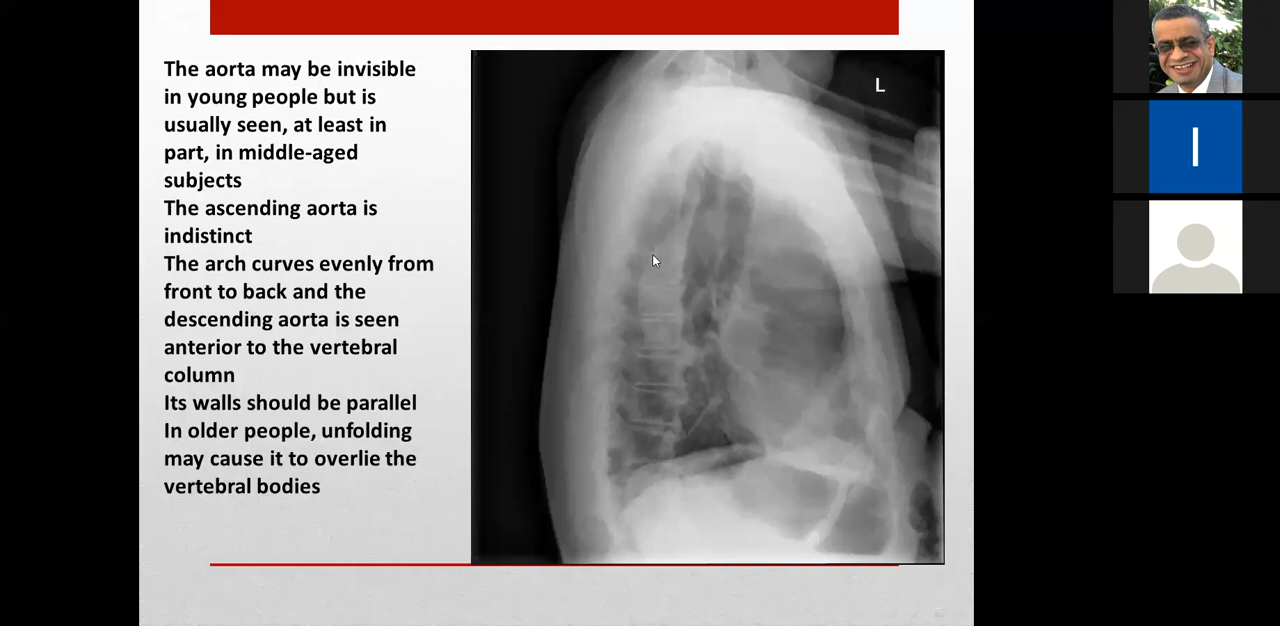 The aorta may be invisible
in young people but is
usually seen, at least in
part, in middle-aged
subjects
The ascending aorta is
indistinct
The arch curves evenly from
front to back and the
descending aorta is seen
anterior to the vertebral
column
Its walls should be parallel
In older people, unfolding
may cause it to overlie the
vertebral bodies
L
I